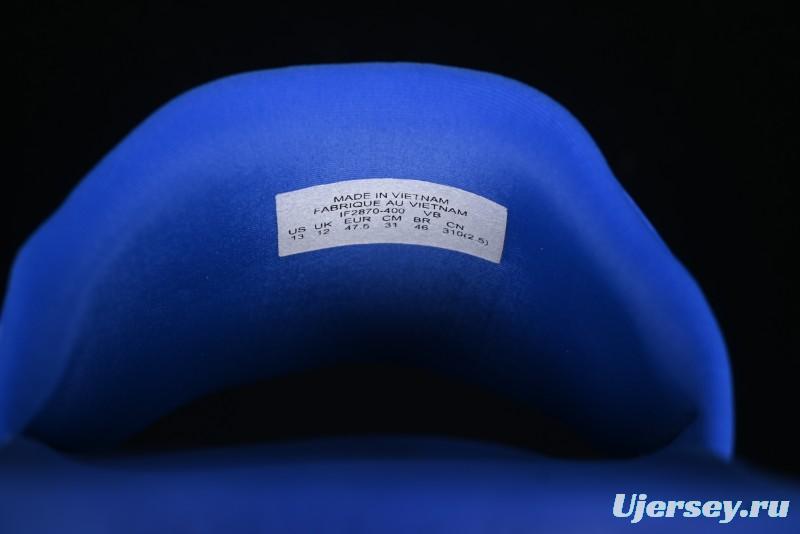 MADE IN VIETNAM
FABRIQUE AU VIETNAM
IF2870-400 VB
US UK EUR CM BR CN
13 12 47.5 31 46 310(2.5)
Ujersey.ru